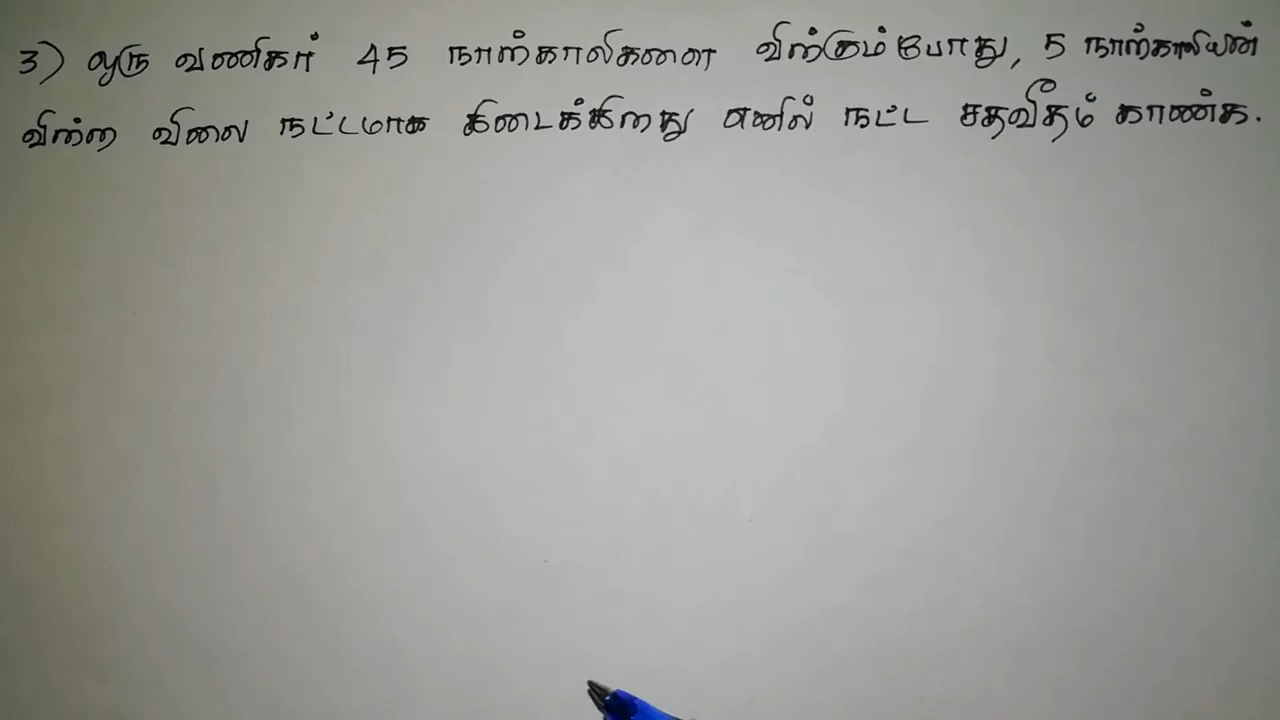 3) ஒரு வணிகர் 45 நாற்காலிகளை விற்கும்போது, 5 நாற்காலியின்
விற்ற விலை நட்டமாக கிடைக்கிறது எனில் நட்ட சதவீதம் காண்க.